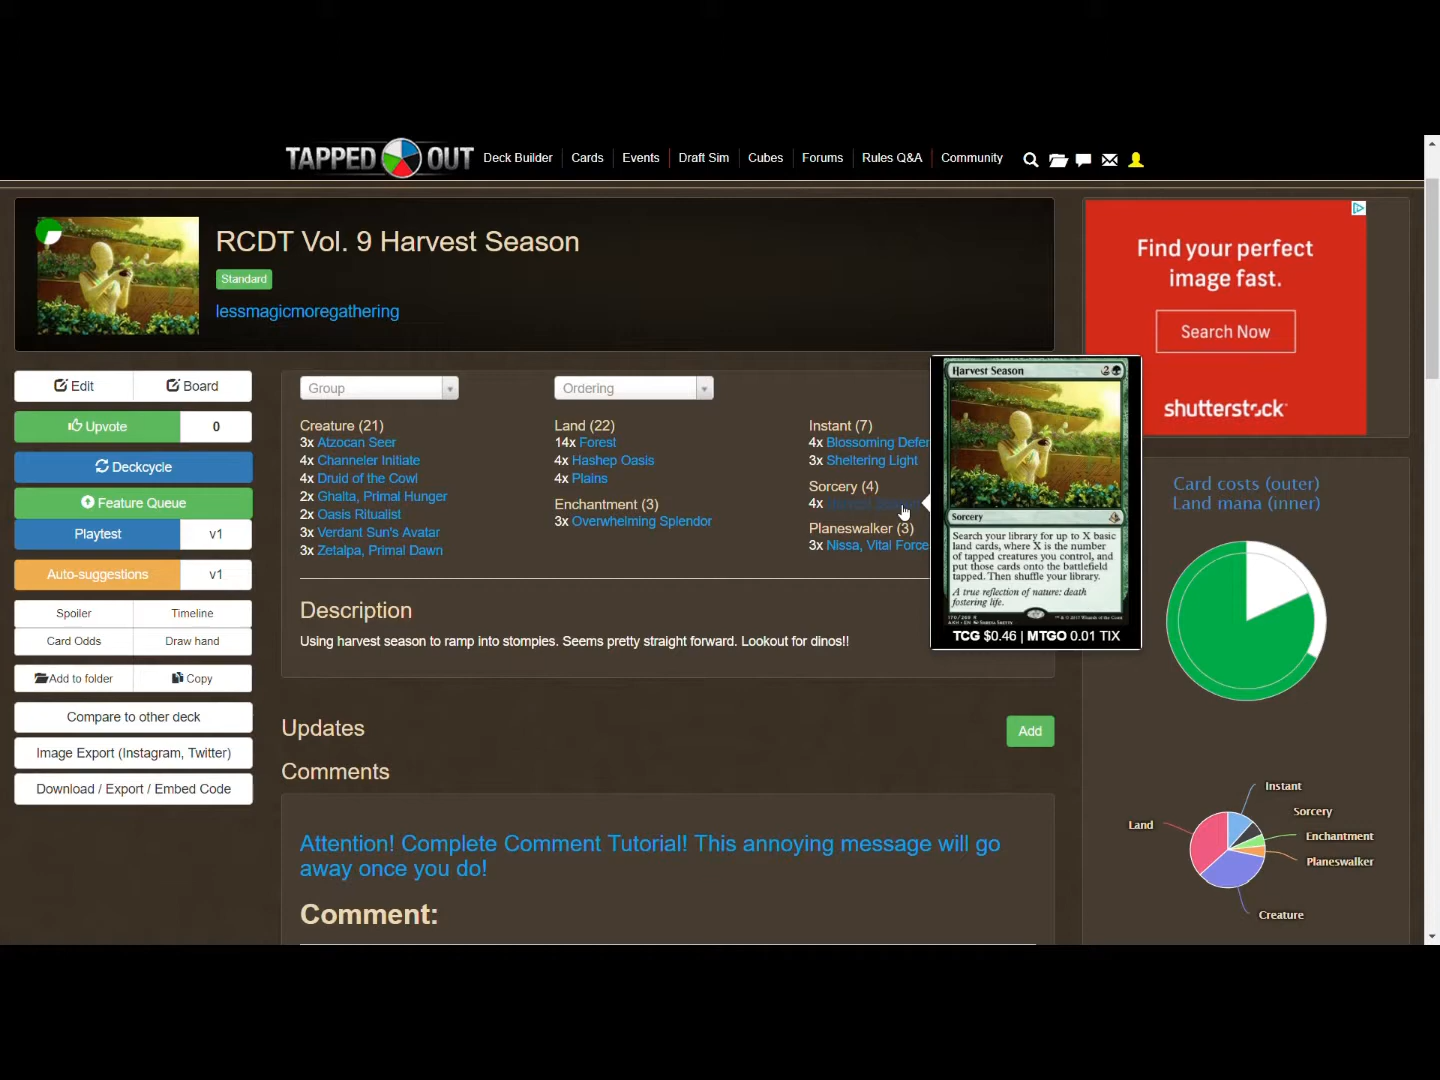 TAPPED OUT
Deck Builder Cards Events Draft Sim Cubes Forums Rules Q&A Community
RCDT Vol. 9 Harvest Season
Standard
lessmagicmoregathering
Edit Board
Upvote 0
Deckcycle
Feature Queue
Playtest v1
Auto-suggestions v1
Spoiler Timeline
Card Odds Draw hand
Add to folder Copy
Compare to other deck
Image Export (Instagram, Twitter)
Download / Export / Embed Code
Group
Ordering
Creature (21)
3x Atzocan Seer
4x Channeler Initiate
4x Druid of the Cowl
2x Ghalta, Primal Hunger
2x Oasis Ritualist
3x Verdant Sun's Avatar
3x Zetalpa, Primal Dawn
Land (22)
14x Forest
4x Hashep Oasis
4x Plains
Enchantment (3)
3x Overwhelming Splendor
Instant (7)
4x Blossoming Defen
3x Sheltering Light
Sorcery (4)
4x
Planeswalker (3)
3x Nissa, Vital Force
Harvest Season 2
Sorcery
Search your library for up to X basic
land cards, where X is the number
of tapped creatures you control, and
put those cards onto the battlefield
tapped. Then shuffle your library.
A true reflection of nature: death
fostering life.
TCG $0.46 | MTGO 0.01 TIX
Description
Using harvest season to ramp into stompies. Seems pretty straight forward. Lookout for dinos!!
Updates
Add
Comments
Attention! Complete Comment Tutorial! This annoying message will go
away once you do!
Comment:
Find your perfect
image fast.
Search Now
shutterstock
Card costs (outer)
Land mana (inner)
Instant
Sorcery
Land
Enchantment
Planeswalker
Creature